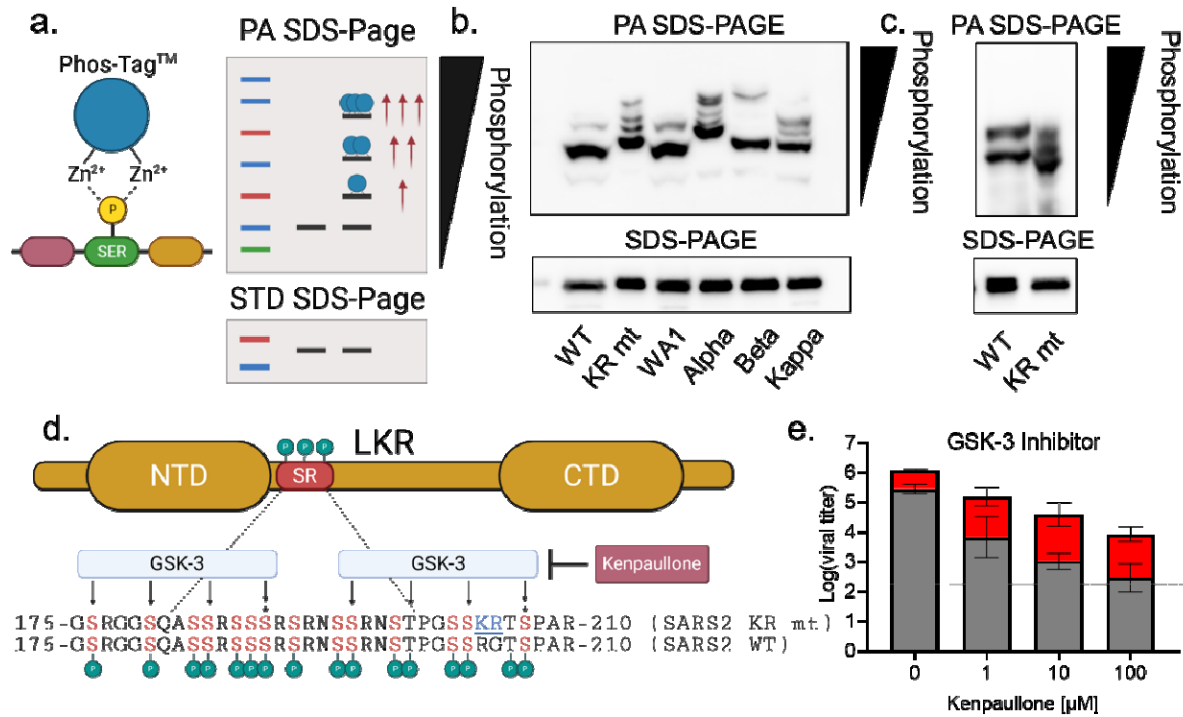 a.
PA SDS-Page
Phos-Tag™
Zn²⁺ Zn²⁺
P
SER
STD SDS-Page
Phosphorylation
b.
PA SDS-PAGE
Phosphorylation
SDS-PAGE
WT
KR mt
WA1
Alpha
Beta
Kappa
c.
PA SDS-PAGE
Phosphorylation
SDS-PAGE
WT
KR mt
d.
P P P
LKR
NTD
SR
CTD
GSK-3
GSK-3
Kenpaullone
175-GSRGGSQASSRSSSRSRNSSRNSTPGSSKRTSPAR-210 (SARS2 KR mt)
175-GSRGGSQASSRSSSRSRNSSRNSTPGSSRGTSPAR-210 (SARS2 WT)
P P P P P P P P P P P P P P P P P
e.
GSK-3 Inhibitor
Log(viral titer)
7
6
5
4
3
2
1
0
0 1 10 100
Kenpaullone [µM]